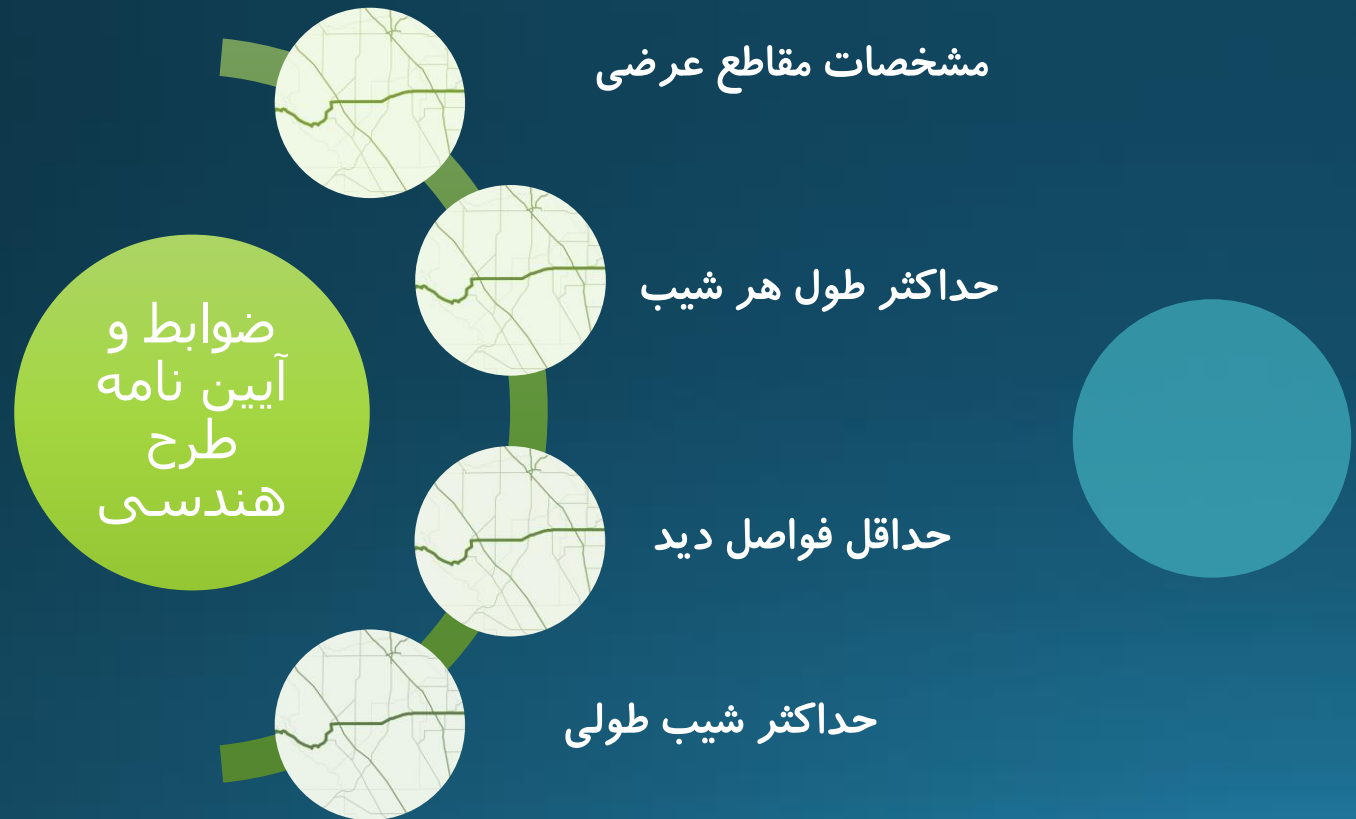 مشخصات مقاطع عرضی
حداکثر طول هر شیب
ضوابط و
آیین نامه
طرح
هندسی
حداقل فواصل دید
حداکثر شیب طولی